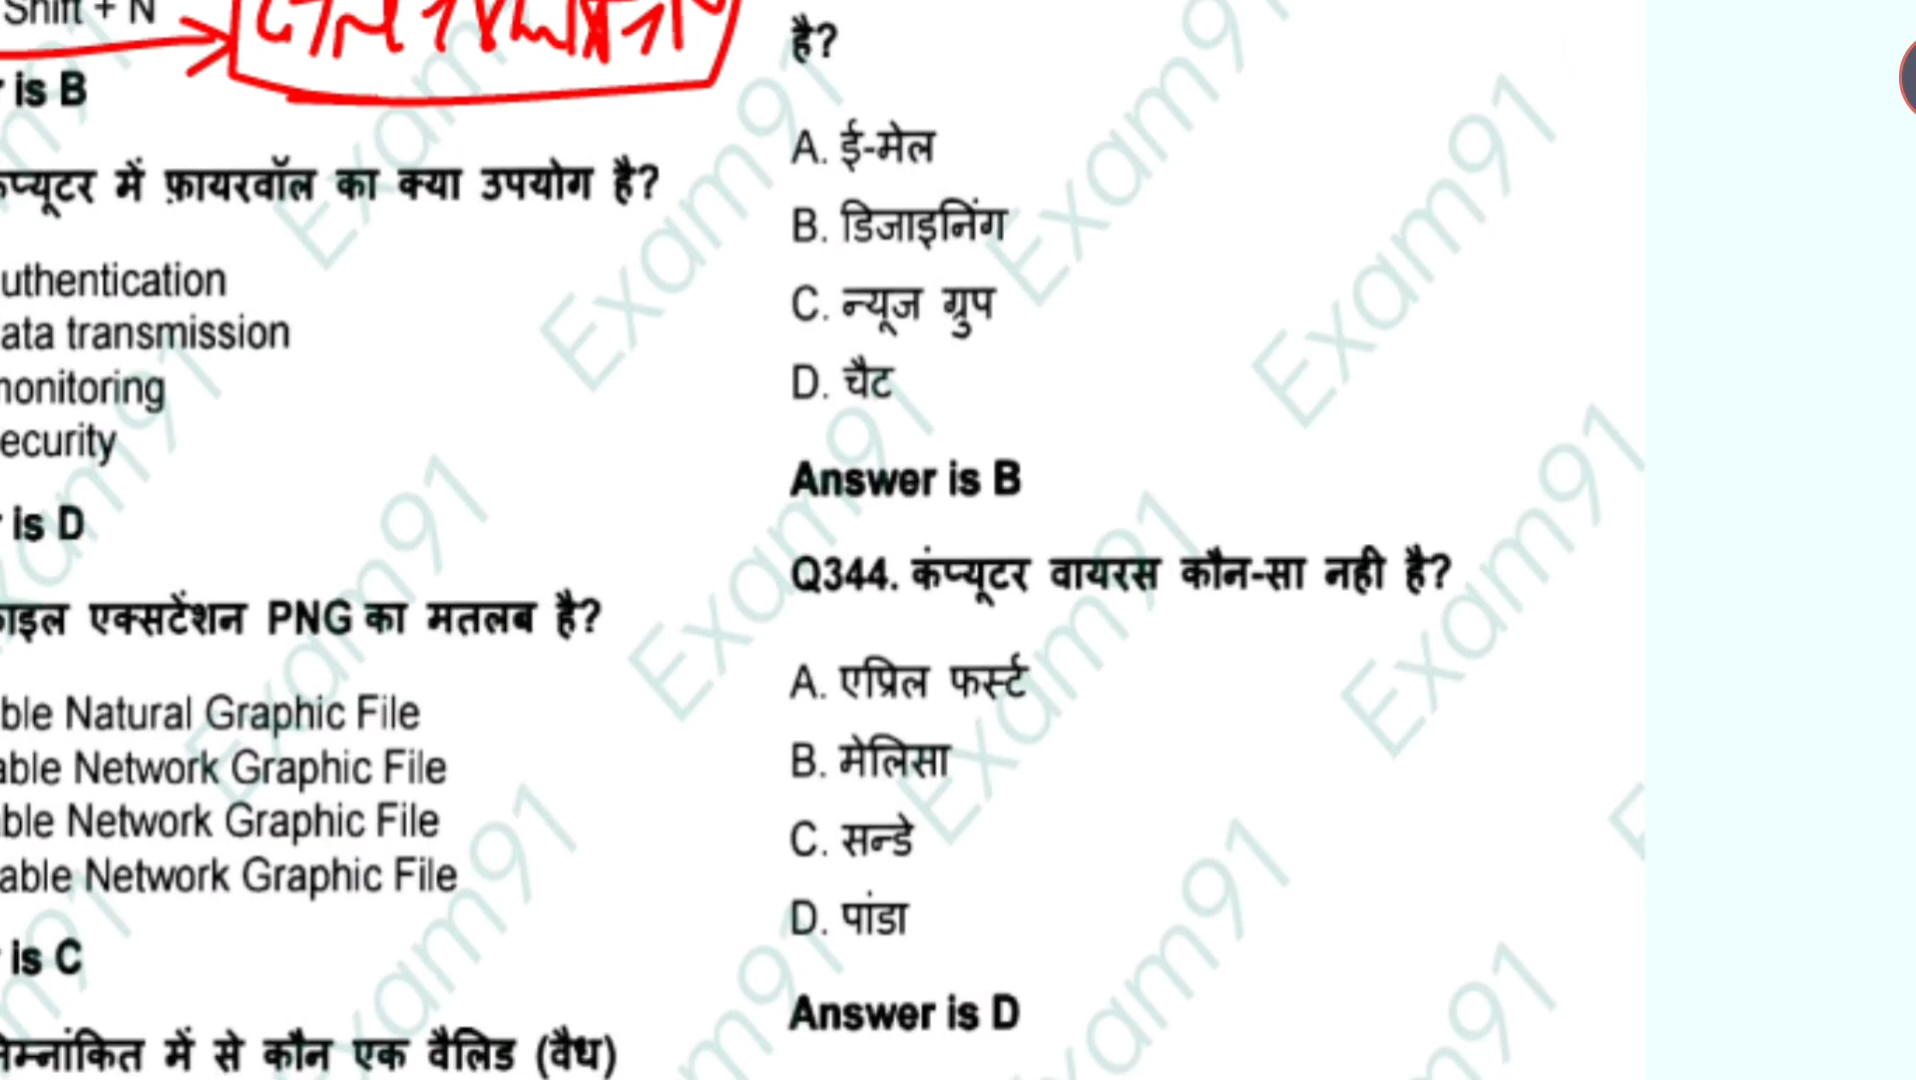 Shift + N
is B
में फ़ायरवॉल का क्या उपयोग है?
uthentication
ata transmission
onitoring
ecurity
is D
एक्सटेंशन PNG का मतलब है?
ble Natural Graphic File
able Network Graphic File
ble Network Graphic File
able Network Graphic File
is C
में से कौन एक वैलिड (वैध)
है?
A. ई-मेल
B. डिजाइनिंग
C. न्यूज ग्रुप
D. चैट
Answer is B
Q344. कंप्यूटर वायरस कौन-सा नही है?
A. एप्रिल फर्स्ट
B. मेलिसा
C. सन्डे
D. पांडा
Answer is D
Exam91